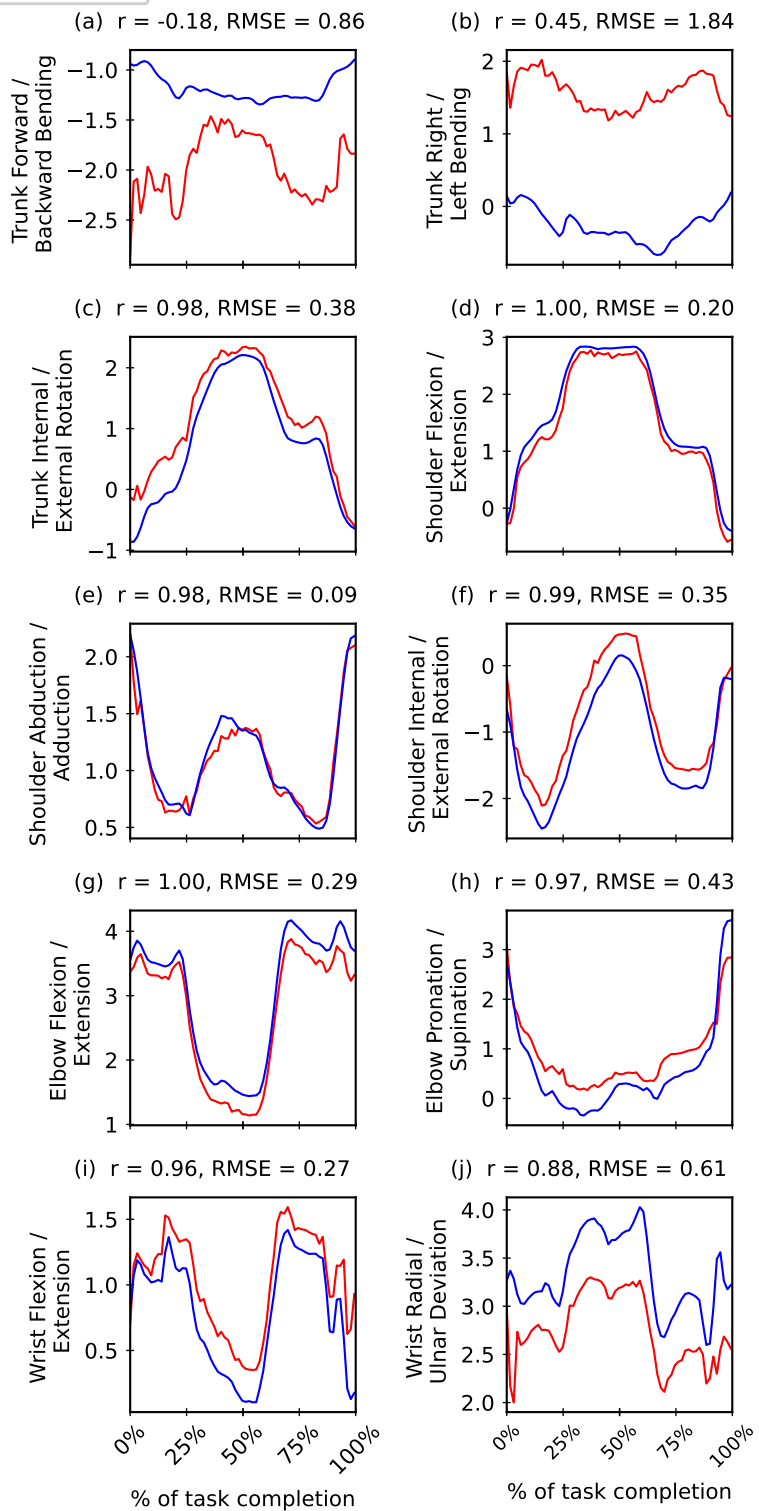 (a) r = -0.18, RMSE = 0.86
Trunk Forward /
Backward Bending
−1.0
−1.5
−2.0
−2.5
(b) r = 0.45, RMSE = 1.84
Trunk Right /
Left Bending
2
1
0
(c) r = 0.98, RMSE = 0.38
Trunk Internal /
External Rotation
2
1
0
−1
(d) r = 1.00, RMSE = 0.20
Shoulder Flexion /
Extension
3
2
1
0
(e) r = 0.98, RMSE = 0.09
Shoulder Abduction /
Adduction
2.0
1.5
1.0
0.5
(f) r = 0.99, RMSE = 0.35
Shoulder Internal /
External Rotation
0
−1
−2
(g) r = 1.00, RMSE = 0.29
Elbow Flexion /
Extension
4
3
2
1
(h) r = 0.97, RMSE = 0.43
Elbow Pronation /
Supination
3
2
1
0
(i) r = 0.96, RMSE = 0.27
Wrist Flexion /
Extension
1.5
1.0
0.5
0% 25% 50% 75% 100%
% of task completion
(j) r = 0.88, RMSE = 0.61
Wrist Radial /
Ulnar Deviation
4.0
3.5
3.0
2.5
2.0
0% 25% 50% 75% 100%
% of task completion